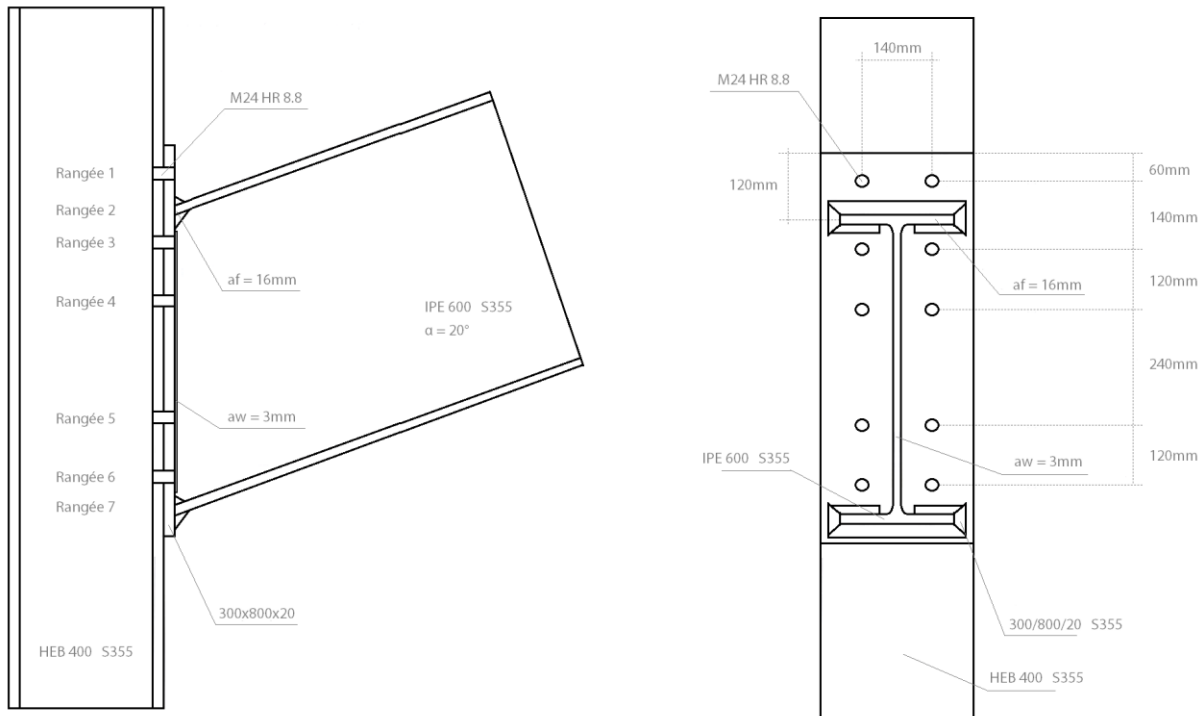 M24 HR 8.8
Rangée 1
Rangée 2
Rangée 3
Rangée 4
Rangée 5
Rangée 6
Rangée 7
af = 16mm
IPE 600 S355
α = 20°
aw = 3mm
300x800x20
HEB 400 S355
140mm
M24 HR 8.8
120mm
60mm
140mm
120mm
240mm
120mm
af = 16mm
IPE 600 S355
aw = 3mm
300/800/20 S355
HEB 400 S355